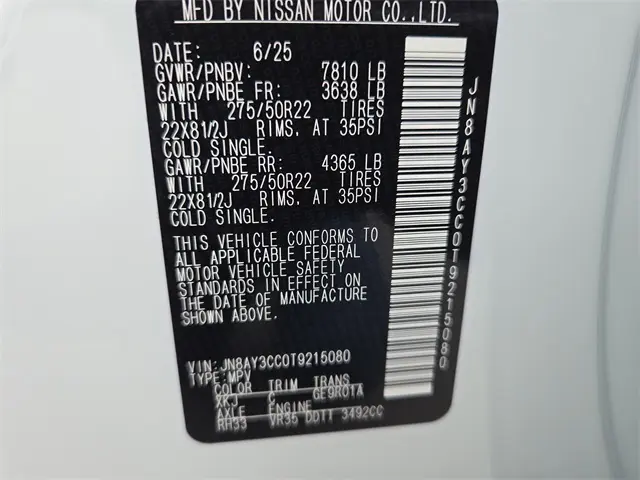 MFD BY NISSAN MOTOR CO.,LTD.
DATE: 6/25
GVWR/PNBV: 7810 LB
GAWR/PNBE FR: 3638 LB
WITH 275/50R22 TIRES
22X81/2J RIMS, AT 35PSI
COLD SINGLE.
GAWR/PNBE RR: 4365 LB
WITH 275/50R22 TIRES
22X81/2J RIMS, AT 35PSI
COLD SINGLE.
THIS VEHICLE CONFORMS TO
ALL APPLICABLE FEDERAL
MOTOR VEHICLE SAFETY
STANDARDS IN EFFECT ON
THE DATE OF MANUFACTURE
SHOWN ABOVE.
VIN: JN8AY3CC0T9215080
TYPE: MPV
COLOR TRIM TRANS
XKJ C GE9R01A
AXLE ENGINE
RH33 VR35 DDTT 3492CC
JN8AY3CC0T9215080